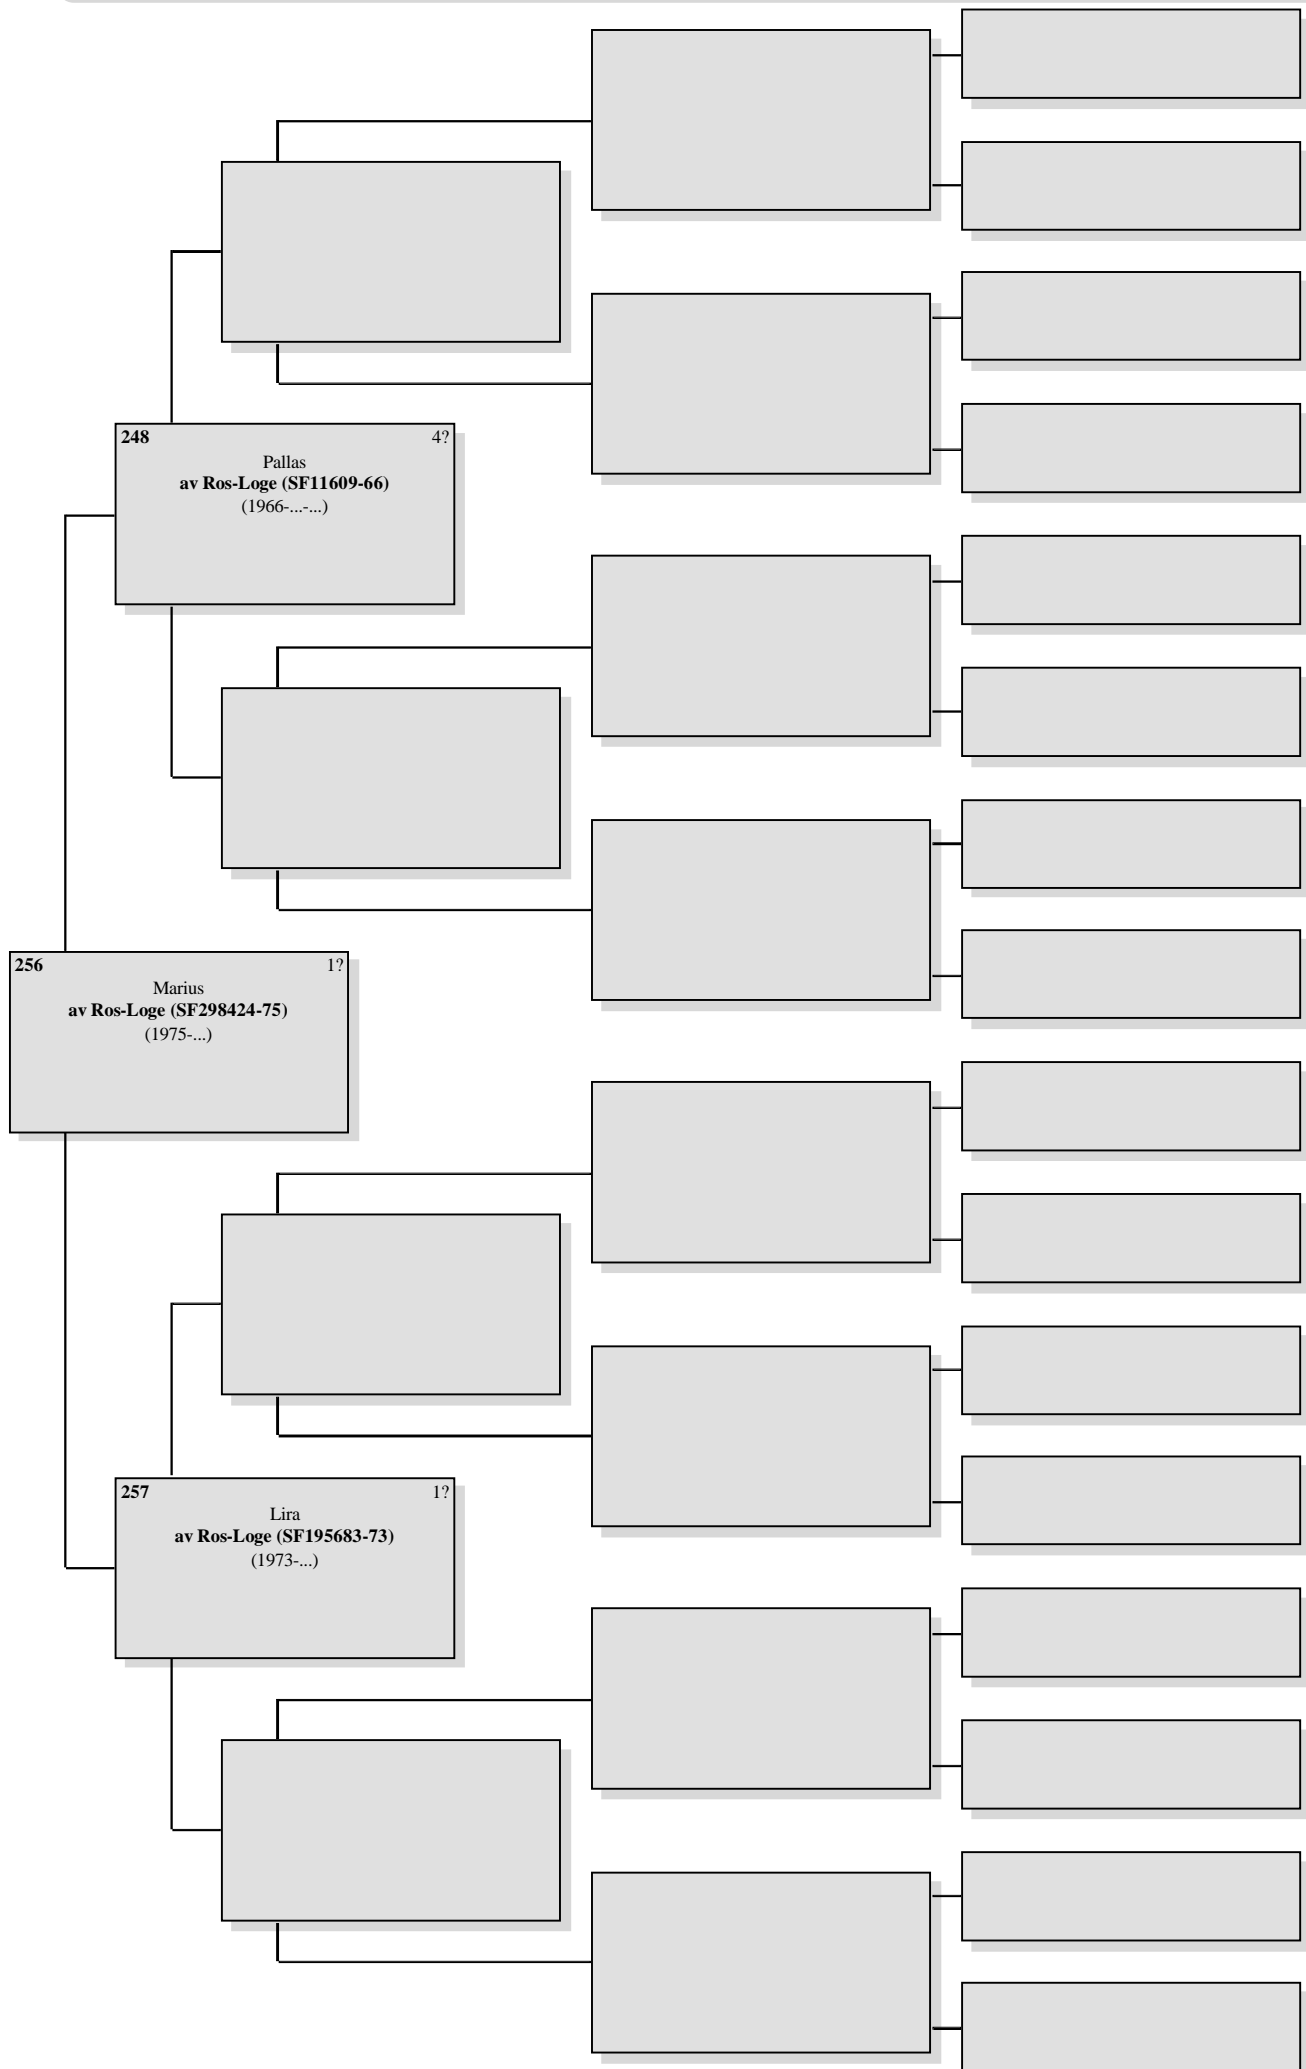 248 4?
Pallas
av Ros-Loge (SF11609-66)
(1966-...-...)
256 1?
Marius
av Ros-Loge (SF298424-75)
(1975-...)
257 1?
Lira
av Ros-Loge (SF195683-73)
(1973-...)